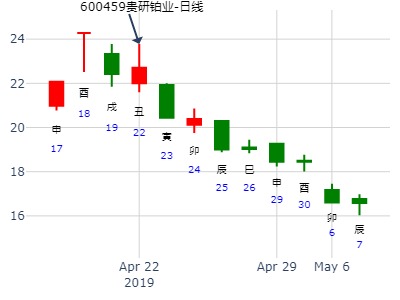 600459贵研铂业-日线
24
22
20
18
16
申
17
酉
18
戌
19
丑
22
寅
23
卯
24
辰
25
巳
26
申
29
酉
30
卯
6
辰
7
Apr 22
2019
Apr 29
May 6